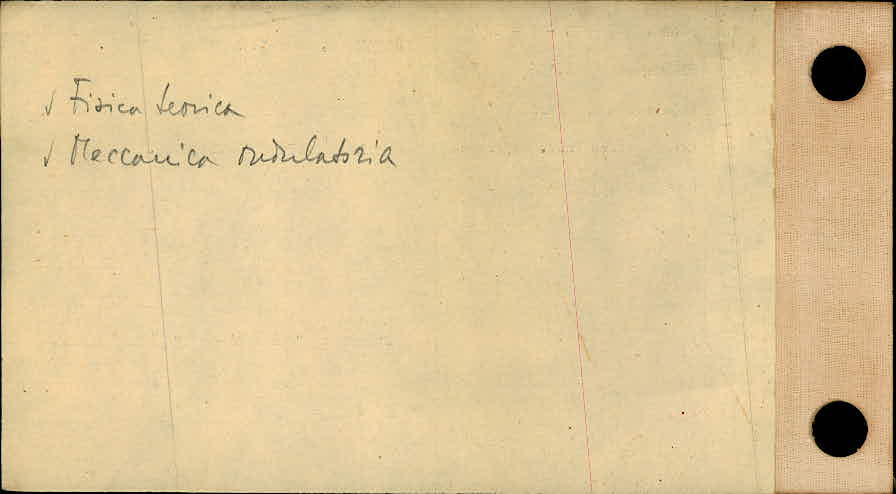 √ Fisica teorica
√ Meccanica ondulatoria